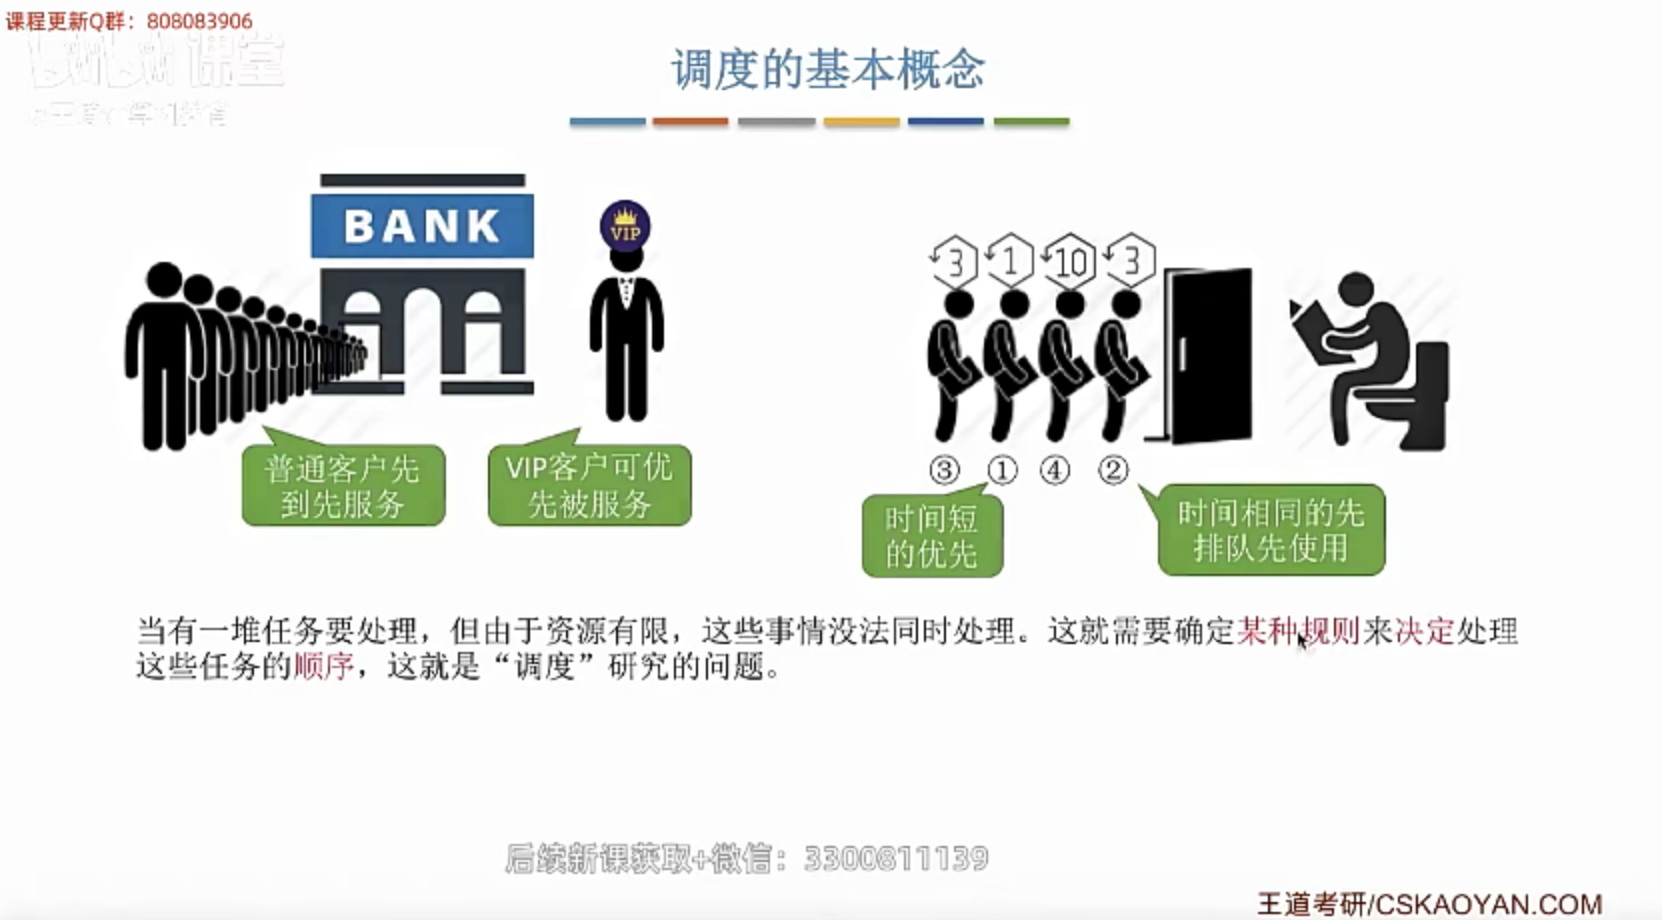 课程更新Q群：808083906
课堂
调度的基本概念
BANK
VIP
3 1 10 3
普通客户先
到先服务
VIP客户可优
先被服务
③ ① ④ ②
时间短
的优先
时间相同的先
排队先使用
当有一堆任务要处理，但由于资源有限，这些事情没法同时处理。这就需要确定某种规则来决定处理
这些任务的顺序，这就是“调度”研究的问题。
后续新课获取+微信：3300811139
王道考研/CSKAOYAN.COM